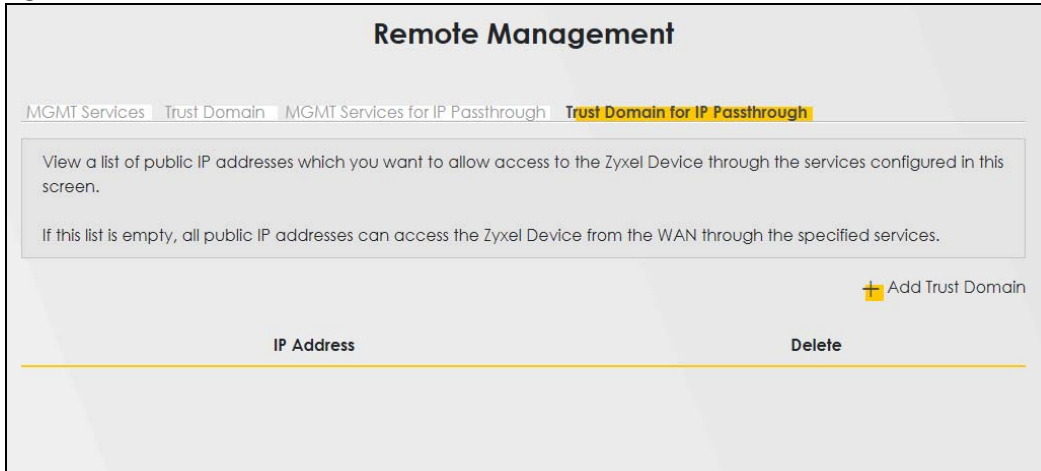 Remote Management
MGMT Services Trust Domain MGMT Services for IP Passthrough Trust Domain for IP Passthrough
View a list of public IP addresses which you want to allow access to the Zyxel Device through the services configured in this
screen.
If this list is empty, all public IP addresses can access the Zyxel Device from the WAN through the specified services.
+ Add Trust Domain
IP Address Delete